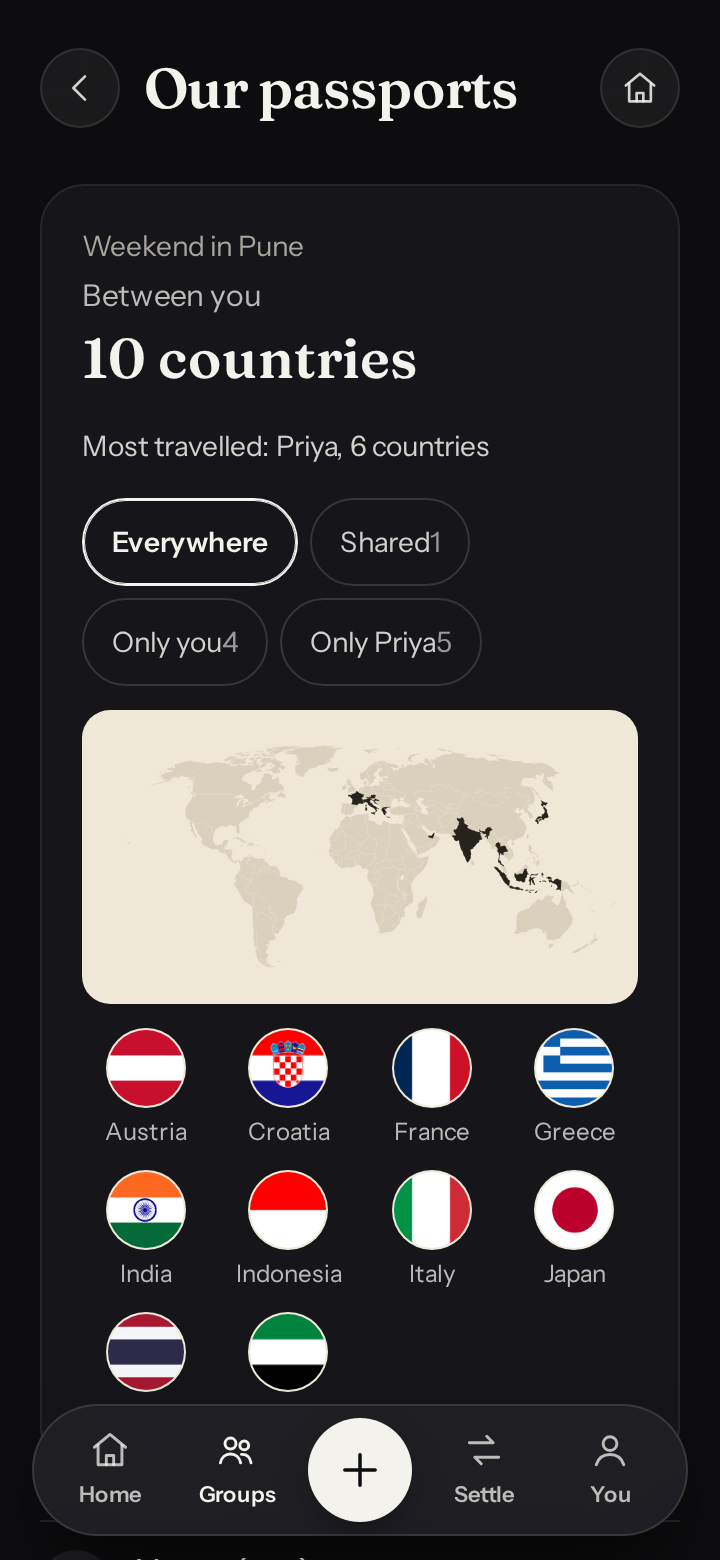 Our passports
Weekend in Pune
Between you
10 countries
Most travelled: Priya, 6 countries
Everywhere
Shared1
Only you4
Only Priya5
Austria
Croatia
France
Greece
India
Indonesia
Italy
Japan
Home
Groups
Settle
You